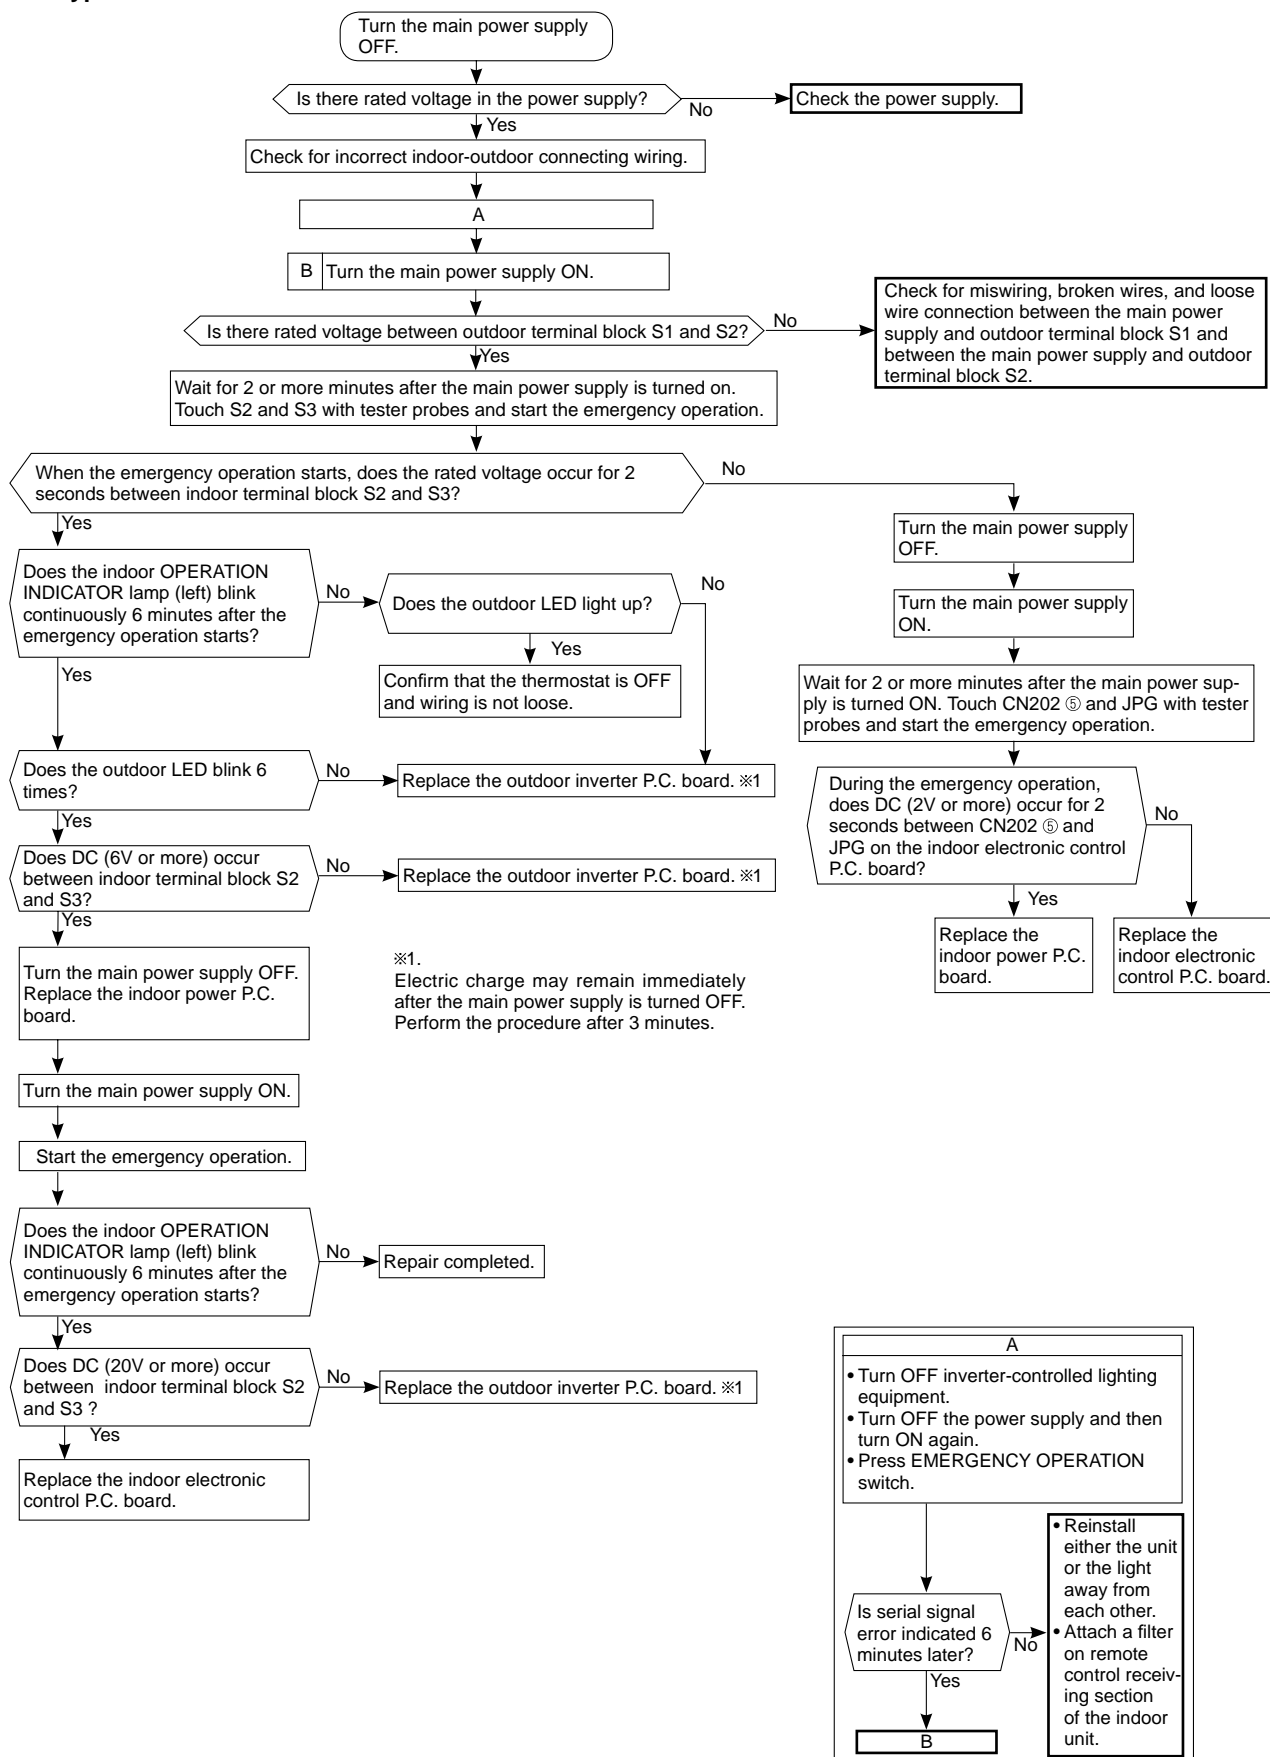 Turn the main power supply
OFF.
Is there rated voltage in the power supply?
No
Check the power supply.
Yes
Check for incorrect indoor-outdoor connecting wiring.
A
B
Turn the main power supply ON.
Is there rated voltage between outdoor terminal block S1 and S2?
No
Check for miswiring, broken wires, and loose
wire connection between the main power
supply and outdoor terminal block S1 and
between the main power supply and outdoor
terminal block S2.
Yes
Wait for 2 or more minutes after the main power supply is turned on.
Touch S2 and S3 with tester probes and start the emergency operation.
When the emergency operation starts, does the rated voltage occur for 2
seconds between indoor terminal block S2 and S3?
No
Yes
Turn the main power supply
OFF.
Turn the main power supply
ON.
Wait for 2 or more minutes after the main power sup-
ply is turned ON. Touch CN202 ⑤ and JPG with tester
probes and start the emergency operation.
During the emergency operation,
does DC (2V or more) occur for 2
seconds between CN202 ⑤ and
JPG on the indoor electronic control
P.C. board?
No
Yes
Replace the
indoor power P.C.
board.
Replace the
indoor electronic
control P.C. board.
Does the indoor OPERATION
INDICATOR lamp (left) blink
continuously 6 minutes after the
emergency operation starts?
No
Does the outdoor LED light up?
No
Yes
Confirm that the thermostat is OFF
and wiring is not loose.
Yes
Does the outdoor LED blink 6
times?
No
Replace the outdoor inverter P.C. board. ※1
Yes
Does DC (6V or more) occur
between indoor terminal block S2
and S3?
No
Replace the outdoor inverter P.C. board. ※1
Yes
Turn the main power supply OFF.
Replace the indoor power P.C.
board.
※1.
Electric charge may remain immediately
after the main power supply is turned OFF.
Perform the procedure after 3 minutes.
Turn the main power supply ON.
Start the emergency operation.
Does the indoor OPERATION
INDICATOR lamp (left) blink
continuously 6 minutes after the
emergency operation starts?
No
Repair completed.
Yes
Does DC (20V or more) occur
between indoor terminal block S2
and S3 ?
No
Replace the outdoor inverter P.C. board. ※1
Yes
Replace the indoor electronic
control P.C. board.
A
• Turn OFF inverter-controlled lighting
equipment.
• Turn OFF the power supply and then
turn ON again.
• Press EMERGENCY OPERATION
switch.
Is serial signal
error indicated 6
minutes later?
No
Yes
B
• Reinstall
either the unit
or the light
away from
each other.
• Attach a filter
on remote
control receiv-
ing section
of the indoor
unit.